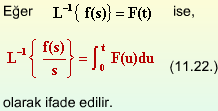 Eğer L⁻¹{ f(s)} = F(t) ise,
L⁻¹{ f(s)/s } = ∫₀ᵗ F(u)du (11.22.)
olarak ifade edilir.